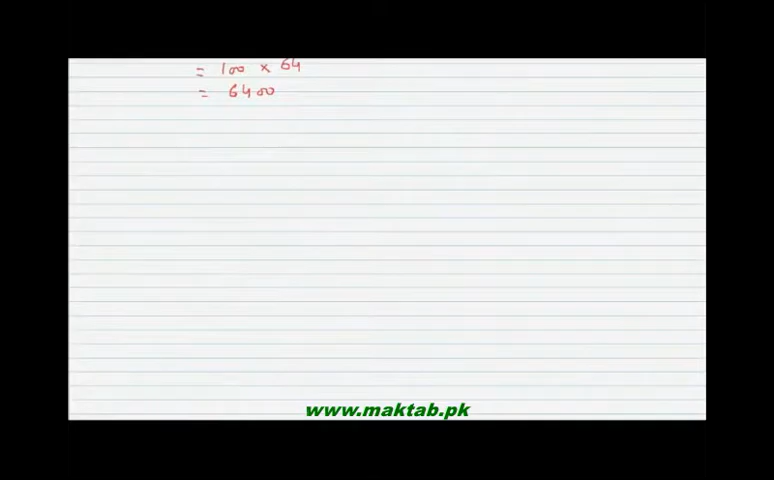 = 100 × 64
= 6400
www.maktab.pk